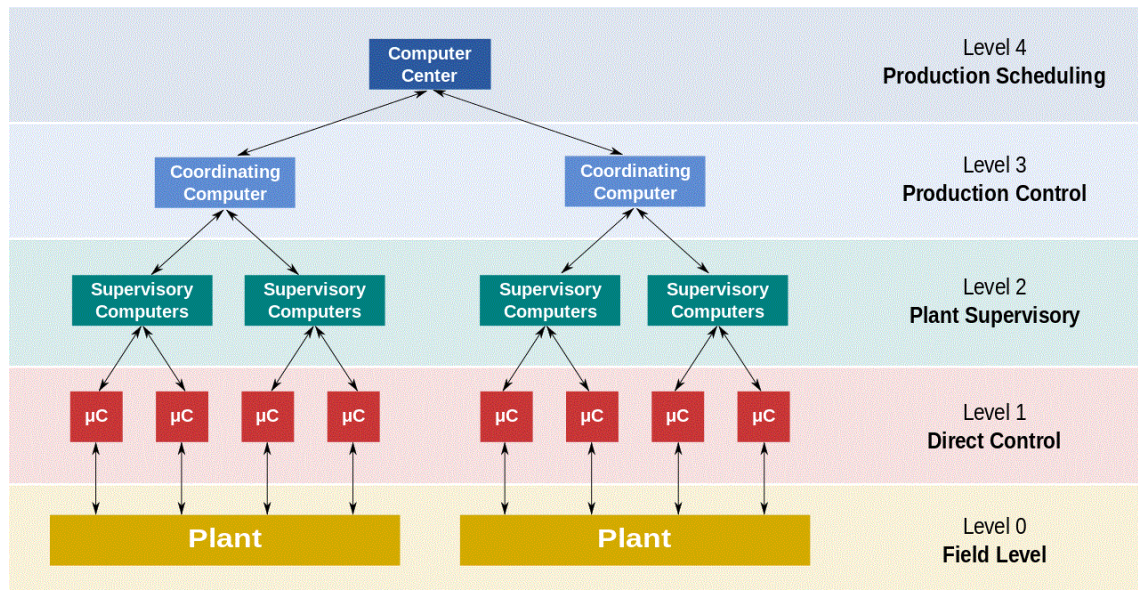 Computer
Center
Level 4
Production Scheduling
Coordinating
Computer
Coordinating
Computer
Level 3
Production Control
Supervisory
Computers
Supervisory
Computers
Supervisory
Computers
Supervisory
Computers
Level 2
Plant Supervisory
µC
µC
µC
µC
µC
µC
µC
µC
Level 1
Direct Control
Plant
Plant
Level 0
Field Level